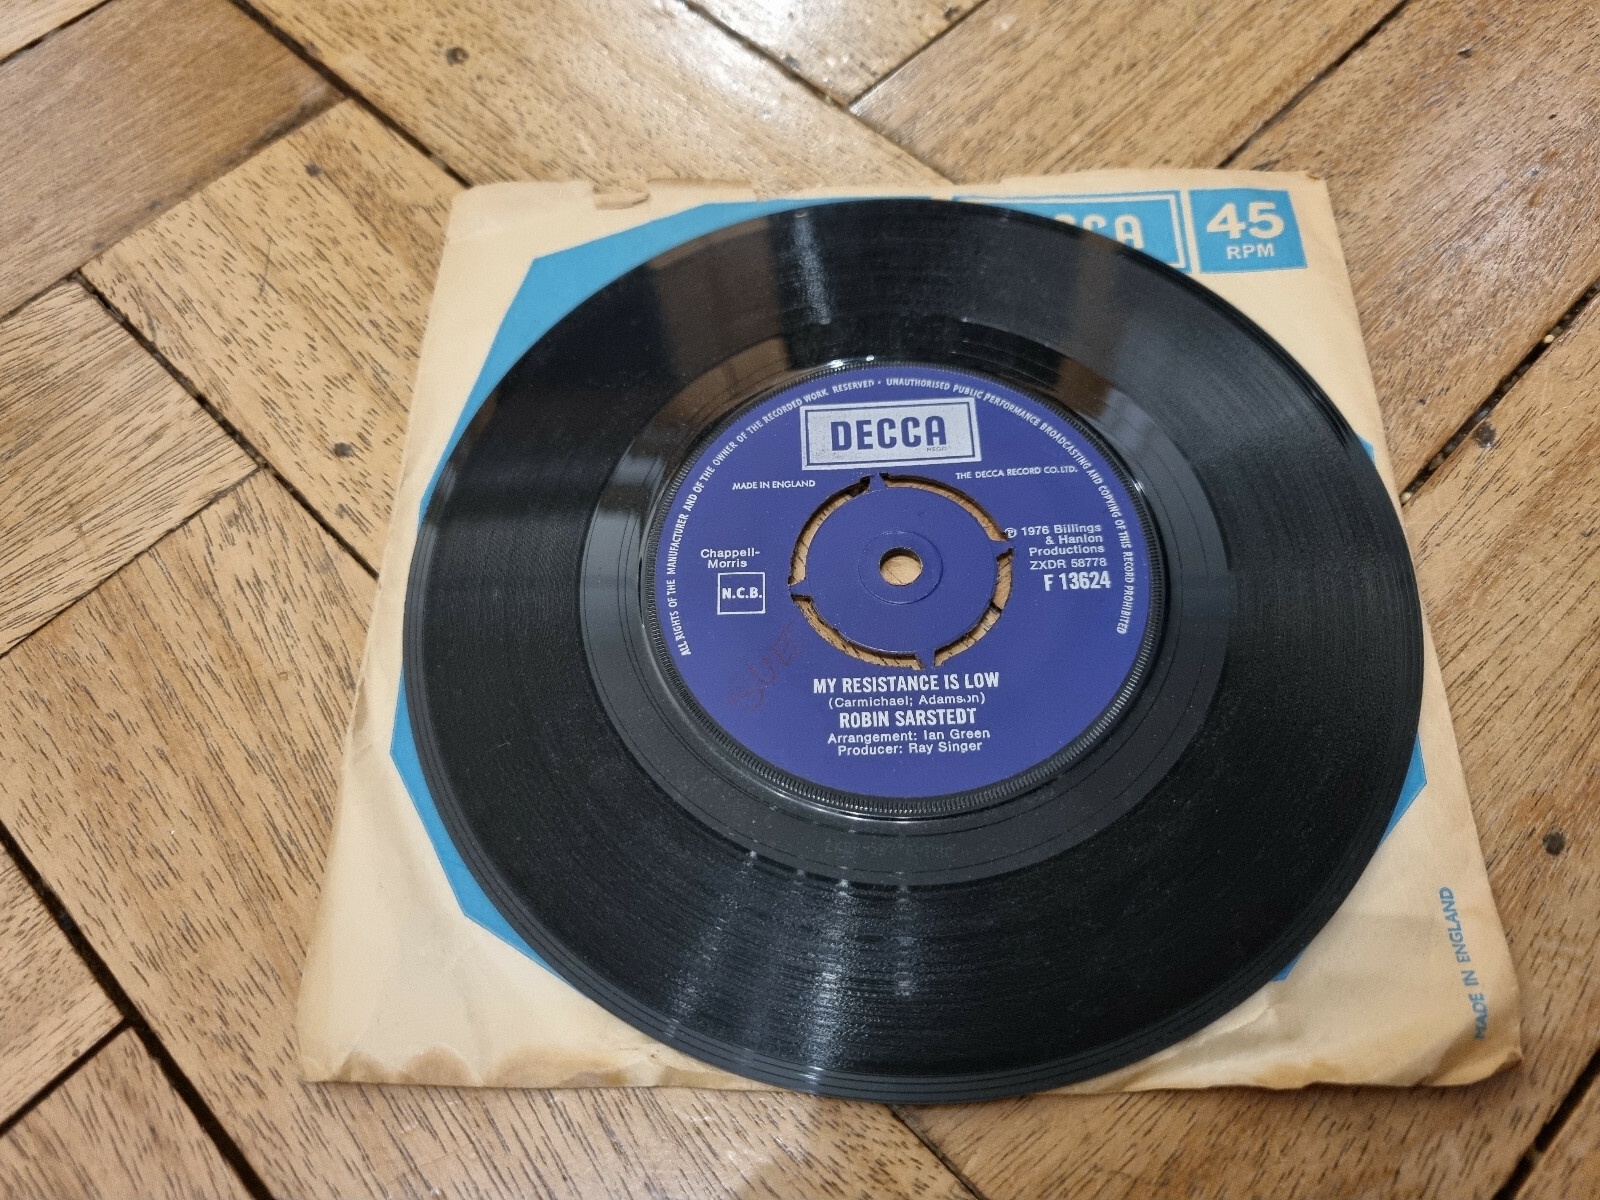 45
RPM
ALL RIGHTS OF THE MANUFACTURER AND OF THE OWNER OF THE RECORDED WORK RESERVED · UNAUTHORISED PUBLIC PERFORMANCE BROADCASTING AND COPYING OF THIS RECORD PROHIBITED
DECCA
MADE IN ENGLAND
THE DECCA RECORD CO. LTD.
℗ 1976 Billings
& Hanlon
Productions
ZXDR 58778
F 13624
Chappell-
Morris
N.C.B.
MY RESISTANCE IS LOW
(Carmichael; Adamson)
ROBIN SARSTEDT
Arrangement: Ian Green
Producer: Ray Singer
SUE
MADE IN ENGLAND